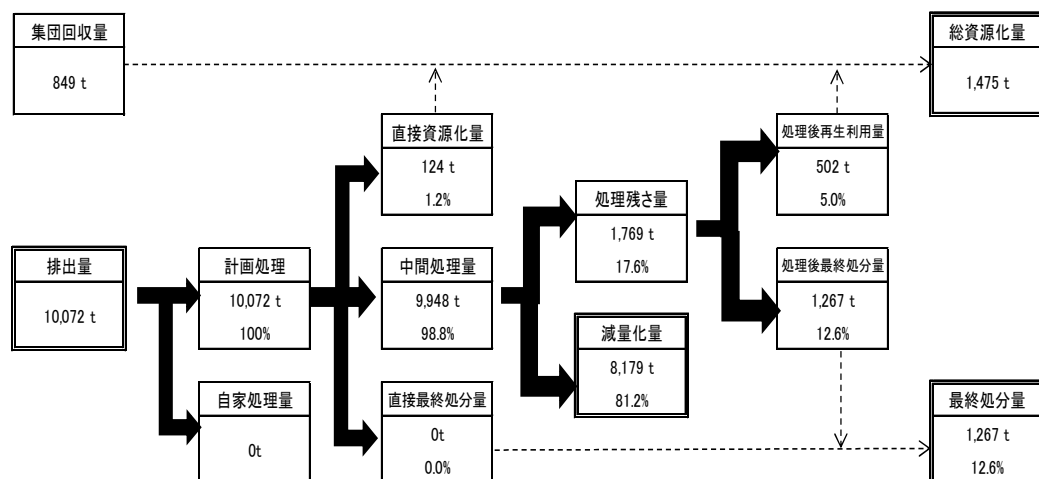 集団回収量
849 t
総資源化量
1,475 t
直接資源化量
124 t
1.2%
処理後再生利用量
502 t
5.0%
処理残さ量
1,769 t
17.6%
排出量
10,072 t
計画処理
10,072 t
100%
中間処理量
9,948 t
98.8%
処理後最終処分量
1,267 t
12.6%
減量化量
8,179 t
81.2%
自家処理量
0t
直接最終処分量
0t
0.0%
最終処分量
1,267 t
12.6%